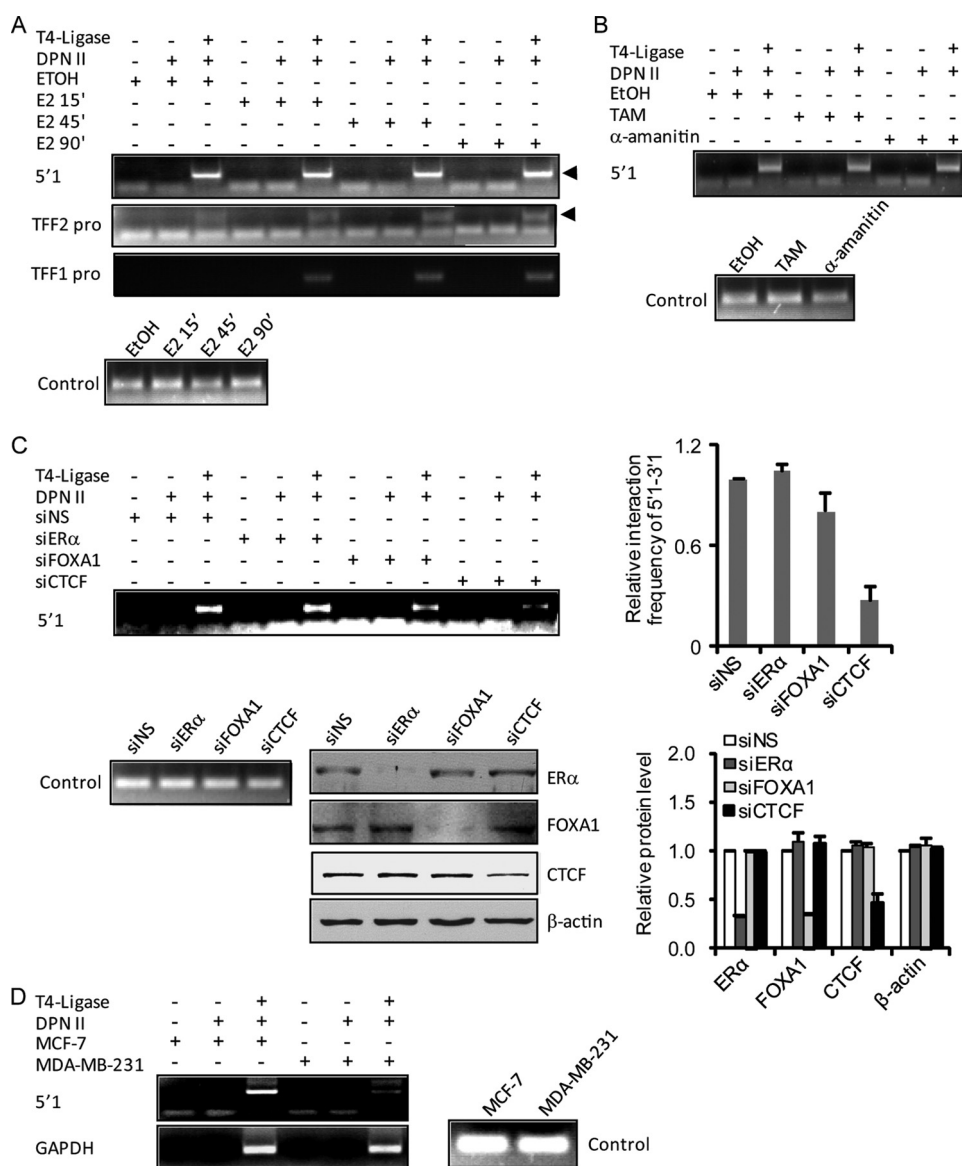 A
T4-Ligase - - + - - + - - + - - +
DPN II - + + - + + - + + - + +
ETOH + + + - - - - - - - - -
E2 15' - - - + + + - - - - - -
E2 45' - - - - - - + + + - - -
E2 90' - - - - - - - - - + + +
5'1
TFF2 pro
TFF1 pro
EtOH E2 15' E2 45' E2 90'
Control
B
T4-Ligase - - + - - + - - +
DPN II - + + - + + - + +
EtOH + + + - - - - - -
TAM - - - + + + - - -
α-amanitin - - - - - - + + +
5'1
EtOH TAM α-amanitin
Control
C
T4-Ligase - - + - - + - - + - - +
DPN II - + + - + + - + + - + +
siNS + + + - - - - - - - - -
siERα - - - + + + - - - - - -
siFOXA1 - - - - - - + + + - - -
siCTCF - - - - - - - - - + + +
5'1
Relative interaction
frequency of 5'1-3'1
1.2
0.6
0
siNS siERα siFOXA1 siCTCF
siNS siERα siFOXA1 siCTCF
Control
siNS siERα siFOXA1 siCTCF
ERα
FOXA1
CTCF
β-actin
Relative protein level
2.0
1.5
1.0
0.5
0.0
siNS
siERα
siFOXA1
siCTCF
ERα FOXA1 CTCF β-actin
D
T4-Ligase - - + - - +
DPN II - + + - + +
MCF-7 + + + - - -
MDA-MB-231 - - - + + +
5'1
GAPDH
MCF-7 MDA-MB-231
Control